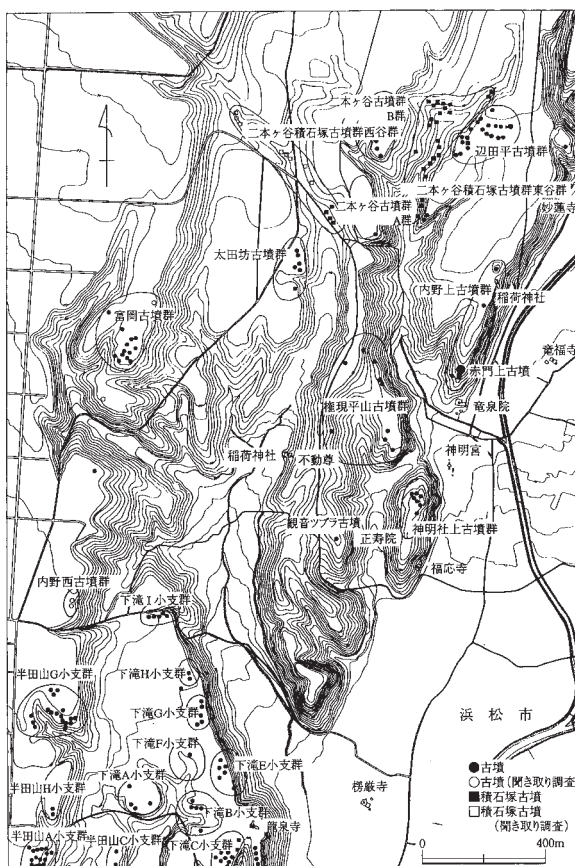 二本ヶ谷古墳群
B群
二本ヶ谷積石塚古墳群西谷群
辺田平古墳群
二本ヶ谷積石塚古墳群東谷群
二本ヶ谷古墳群
A群
妙蓮寺
太田坊古墳群
内野上古墳群
稲荷神社
富岡古墳群
竜福寺
赤門上古墳
権現平山古墳群
竜泉院
稲荷神社
不動尊
神明宮
観音ツブラ古墳
正寿院
神明社上古墳群
福応寺
内野西古墳群
下滝I小支群
半田山G小支群
下滝H小支群
下滝G小支群
浜松市
下滝F小支群
下滝E小支群
半田山H小支群
下滝A小支群
下滝B小支群
楞厳寺
龍泉寺
半田山A小支群
半田山C小支群
下滝C小支群
●古墳
○古墳(聞き取り調査)
■積石塚古墳
□積石塚古墳
(聞き取り調査)
0 400m